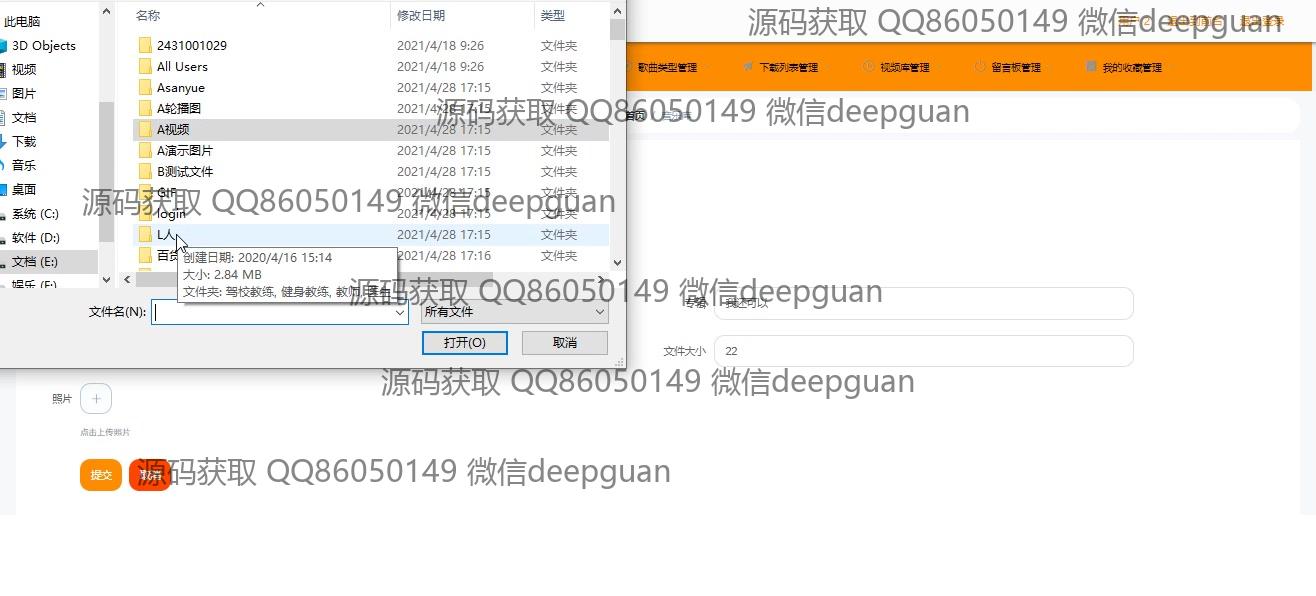 名称 修改日期 类型
此电脑
3D Objects
视频
图片
文档
下载
音乐
桌面
系统 (C:)
软件 (D:)
文档 (E:)
娱乐 (F:)
2431001029 2021/4/18 9:26 文件夹
All Users 2021/4/18 9:26 文件夹
Asanyue 2021/4/28 17:15 文件夹
A轮播图 2021/4/28 17:15 文件夹
A视频 2021/4/28 17:15 文件夹
A演示图片 2021/4/28 17:15 文件夹
B测试文件 2021/4/28 17:15 文件夹
GIF 2021/4/28 17:15 文件夹
login 2021/4/28 17:15 文件夹
L人 2021/4/28 17:15 文件夹
2021/4/28 17:16 文件夹
创建日期: 2020/4/16 15:14
大小: 2.84 MB
文件夹: 驾校教练, 健身教练, 教师, 医生
文件名(N):
所有文件
打开(O) 取消
歌曲类型管理 下载列表管理 视频库管理 留言板管理 我的收藏管理
首页
专辑 我还可以
文件大小 22
照片
点击上传照片
提交 取消
源码获取 QQ86050149 微信deepguan
源码获取 QQ86050149 微信deepguan
源码获取 QQ86050149 微信deepguan
源码获取 QQ86050149 微信deepguan
源码获取 QQ86050149 微信deepguan
源码获取 QQ86050149 微信deepguan